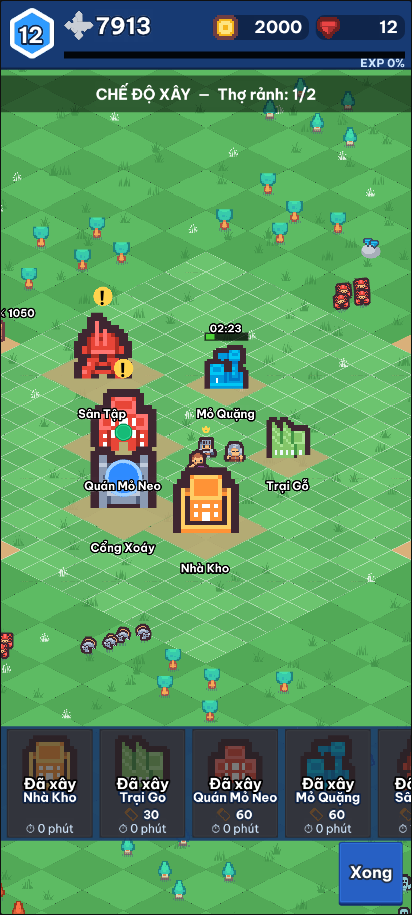 12
7913
2000
12
EXP 0%
CHẾ ĐỘ XÂY – Thợ rảnh: 1/2
1050
!
02:23
!
Sân Tập
Mỏ Quặng
Quán Mỏ Neo
Trại Gỗ
Cổng Xoáy
Nhà Kho
Đã xây
Nhà Kho
0 phút
Đã xây
Trại Gỗ
30
0 phút
Đã xây
Quán Mỏ Neo
60
0 phút
Đã xây
Mỏ Quặng
60
0 phút
Xong